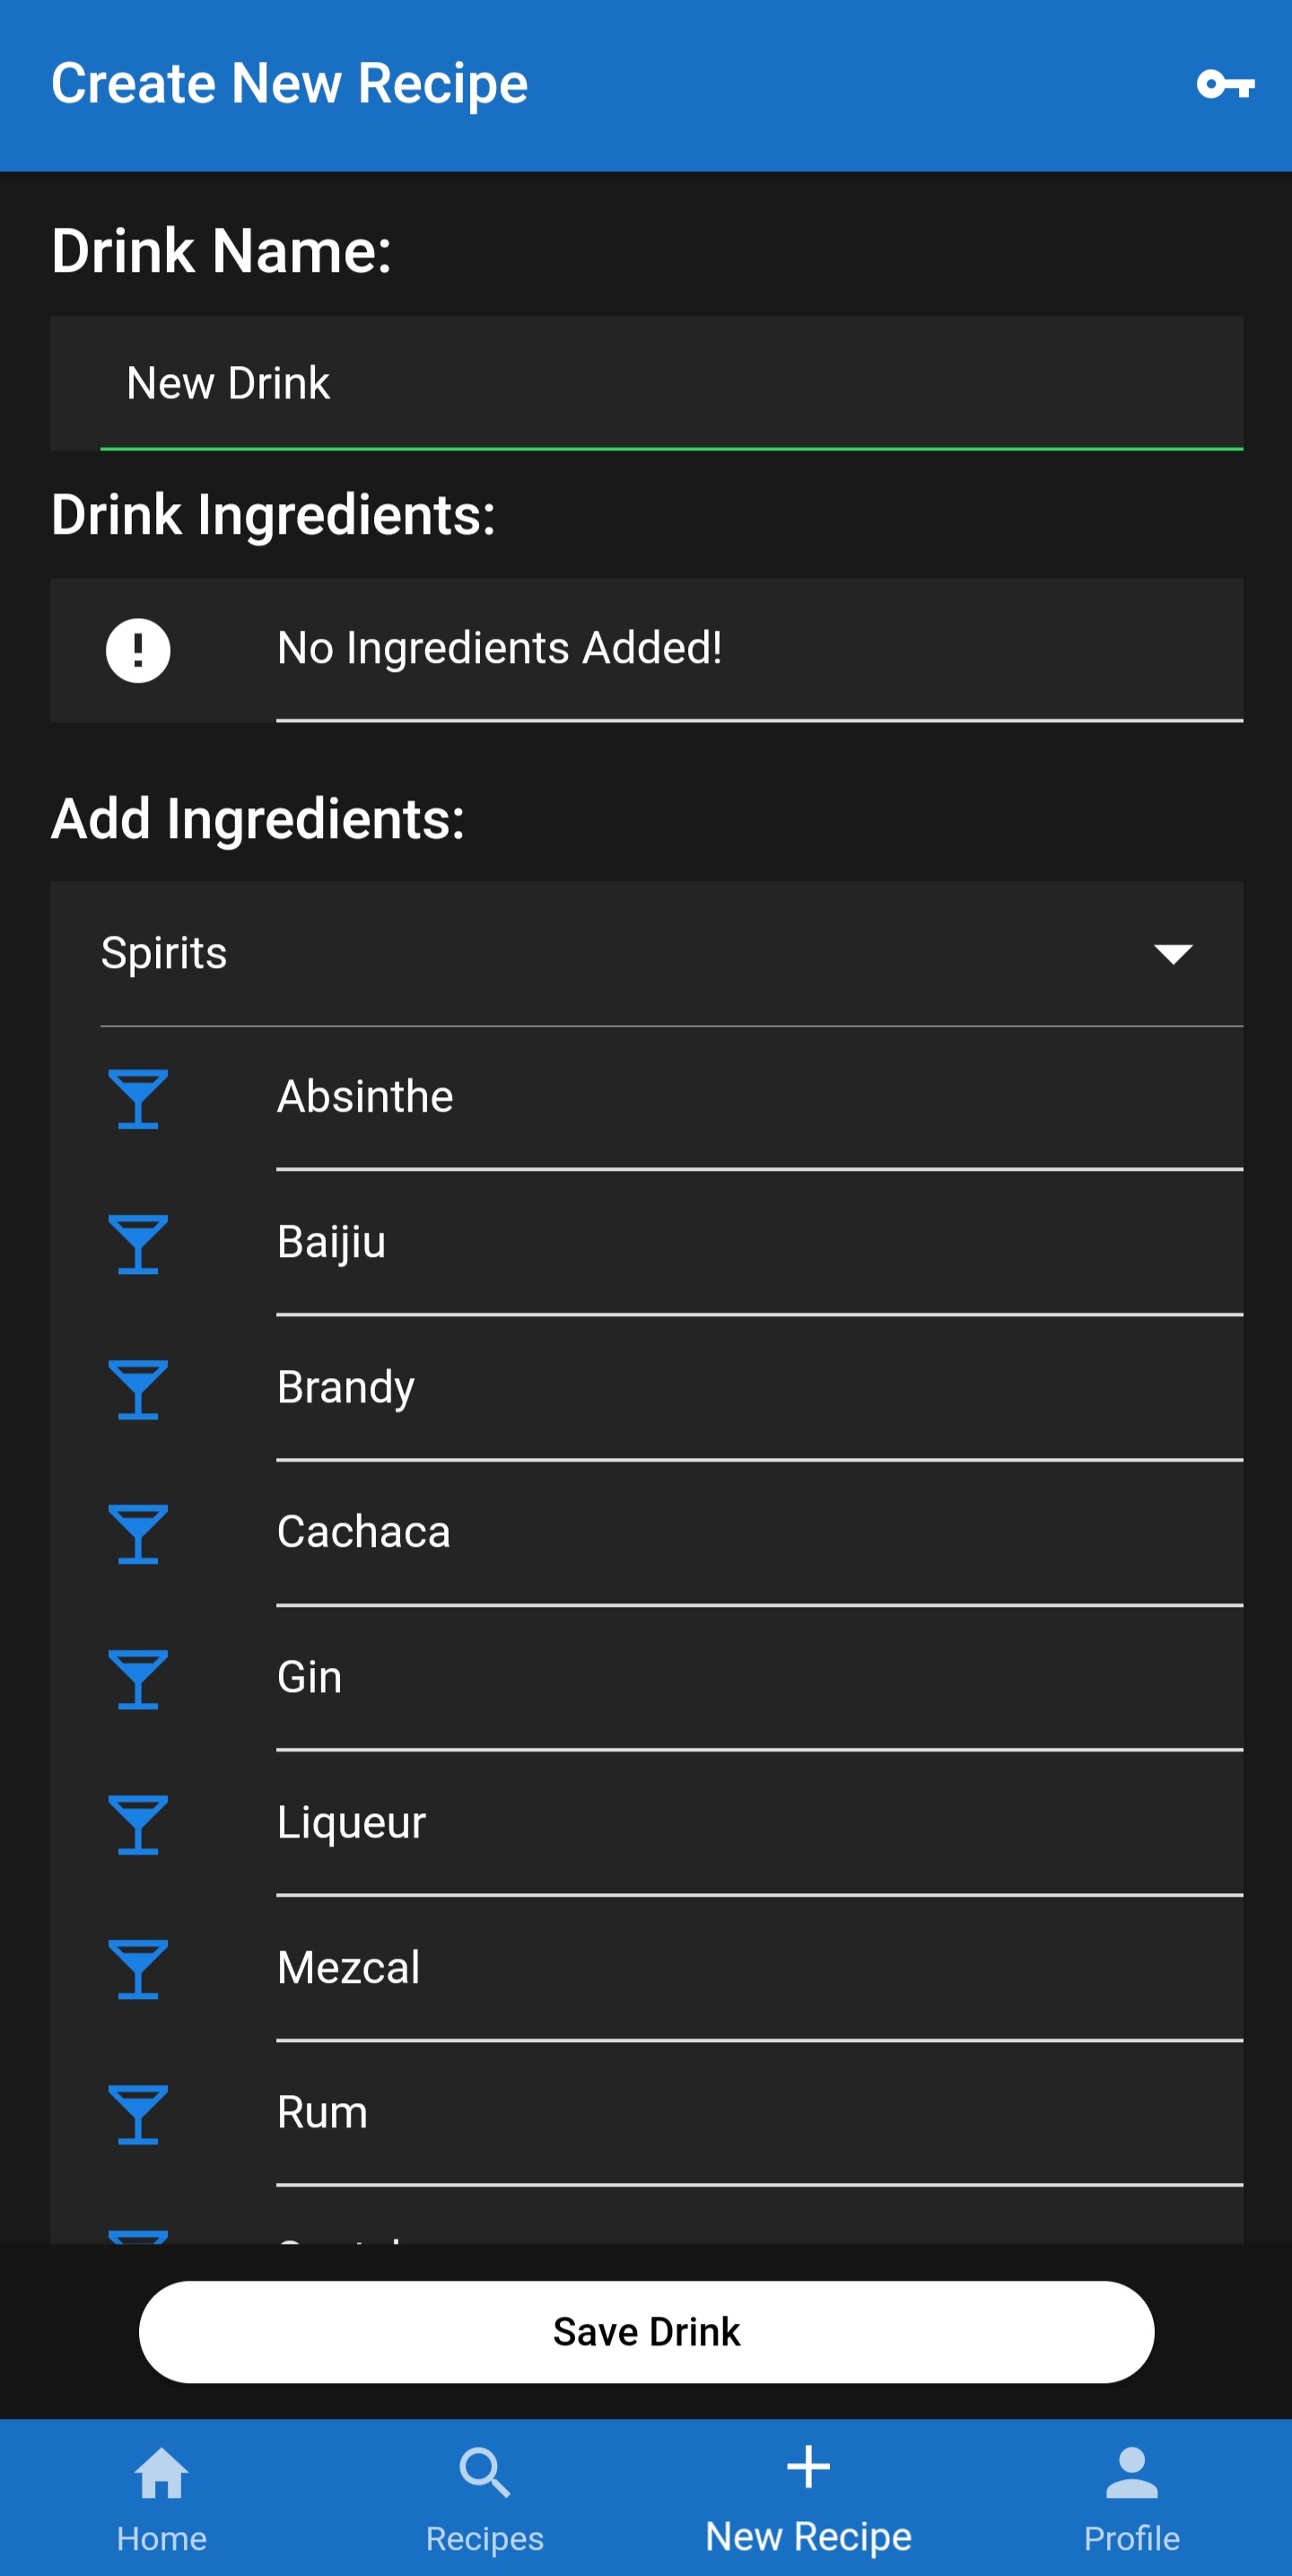 Create New Recipe
Drink Name:
New Drink
Drink Ingredients:
No Ingredients Added!
Add Ingredients:
Spirits
Absinthe
Baijiu
Brandy
Cachaca
Gin
Liqueur
Mezcal
Rum
Save Drink
Home
Recipes
New Recipe
Profile